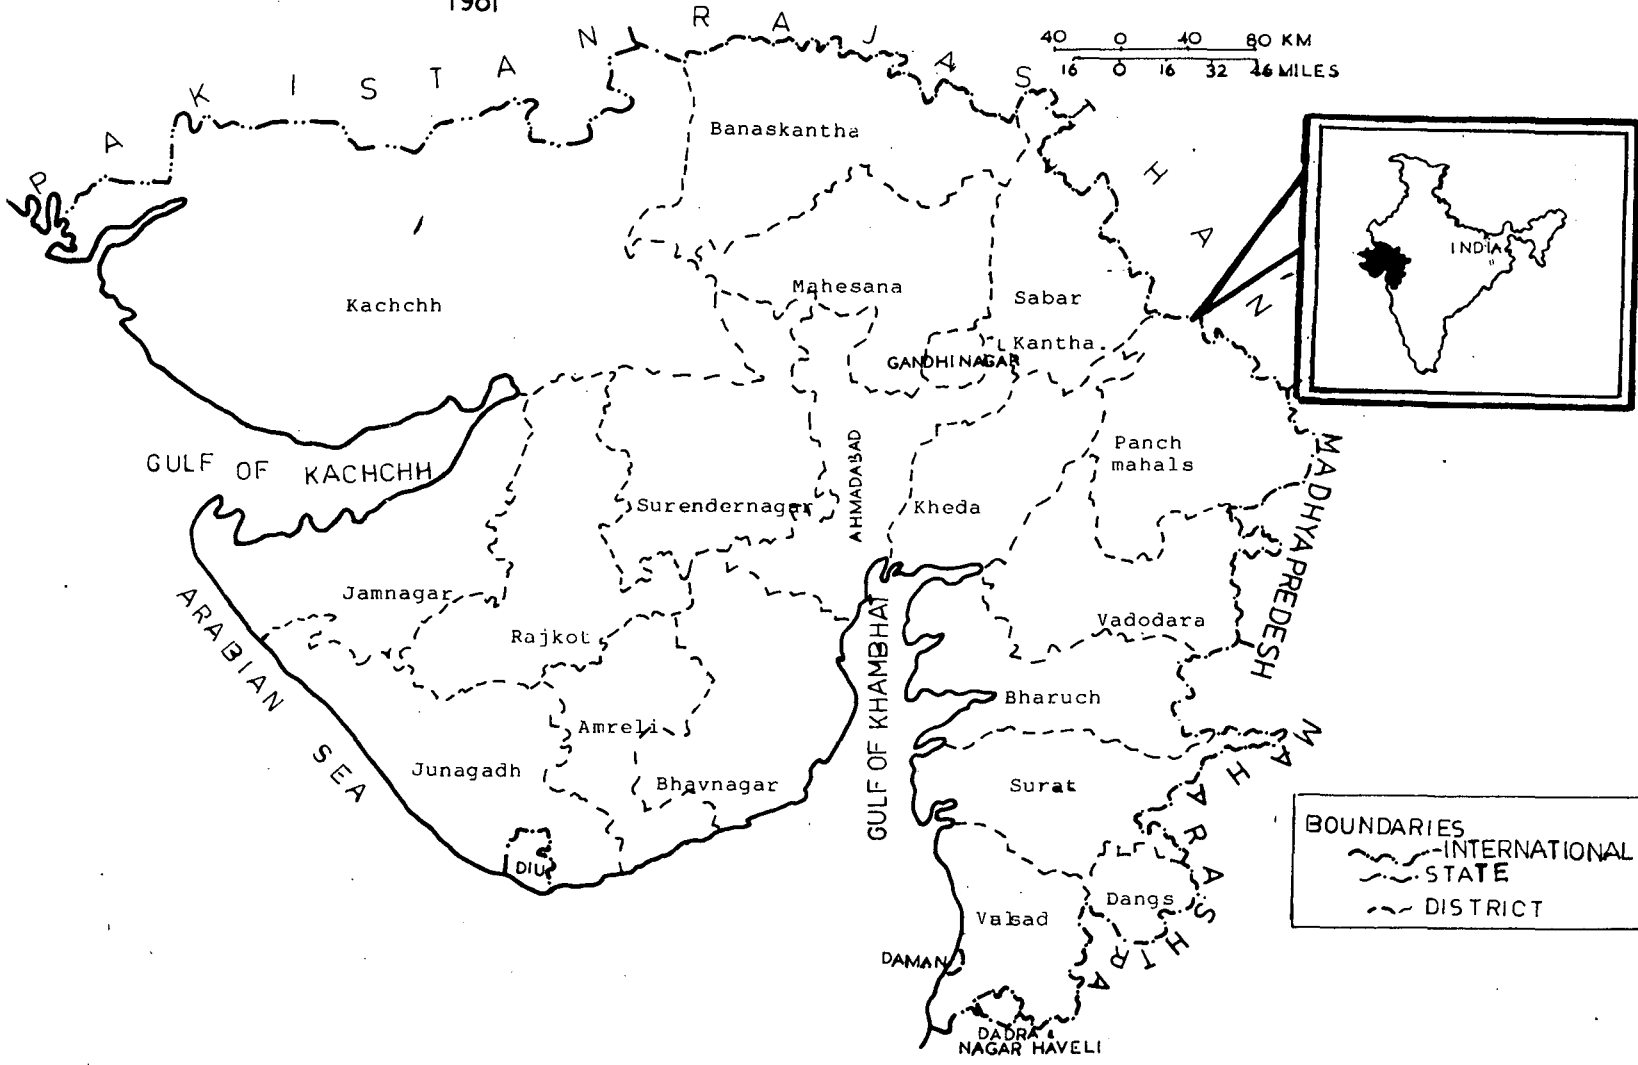 1981
PAKISTAN
RAJASTHAN
40 0 40 80 KM
16 0 16 32 46 MILES
Banaskantha
INDIA
Kachchh
Mahesana
Sabar
Kantha
GANDHINAGAR
GULF OF KACHCHH
Surendernagar
AHMADABAD
Kheda
Panch
mahals
MADHYAPREDESH
Jamnagar
Rajkot
Vadodara
ARABIAN SEA
Amreli
Junagadh
Bhavnagar
GULF OF KHAMBHAT
Bharuch
Surat
MAHARASHTRA
DIU
Valsad
Dangs
DAMAN
DADRA &
NAGAR HAVELI
BOUNDARIES
INTERNATIONAL
STATE
DISTRICT